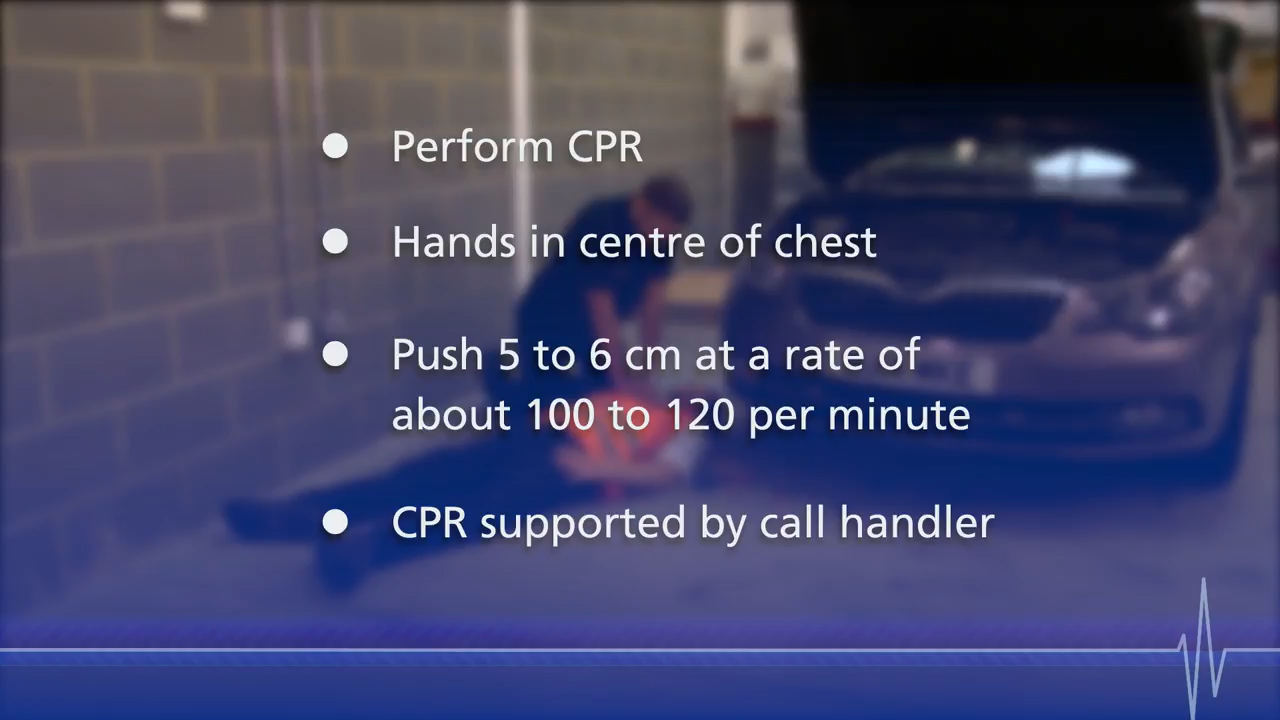 Perform CPR
Hands in centre of chest
Push 5 to 6 cm at a rate of
about 100 to 120 per minute
CPR supported by call handler